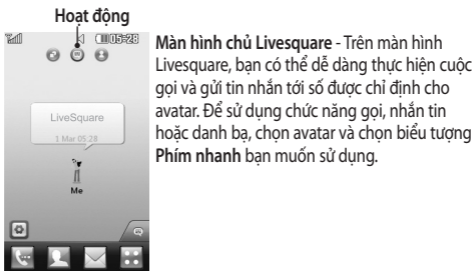 Hoạt động
05:28
LiveSquare
1 Mar 05:28
Me
Màn hình chủ Livesquare - Trên màn hình
Livesquare, bạn có thể dễ dàng thực hiện cuộc
gọi và gửi tin nhắn tới số được chỉ định cho
avatar. Để sử dụng chức năng gọi, nhắn tin
hoặc danh bạ, chọn avatar và chọn biểu tượng
Phím nhanh bạn muốn sử dụng.